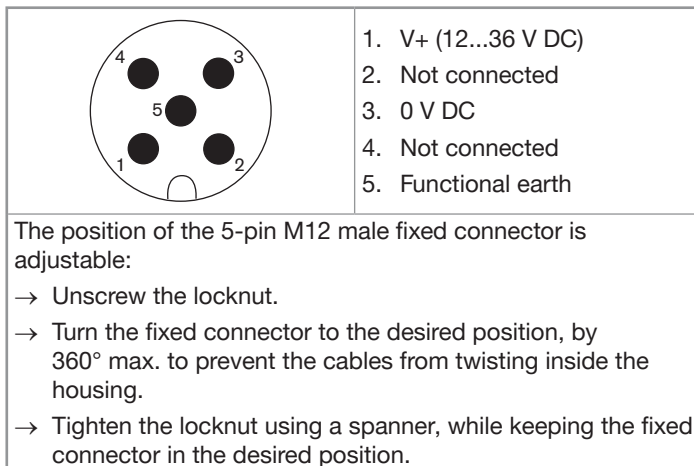 4
3
5
1
2
1. V+ (12...36 V DC)
2. Not connected
3. 0 V DC
4. Not connected
5. Functional earth
The position of the 5-pin M12 male fixed connector is
adjustable:
→ Unscrew the locknut.
→ Turn the fixed connector to the desired position, by
360° max. to prevent the cables from twisting inside the
housing.
→ Tighten the locknut using a spanner, while keeping the fixed
connector in the desired position.